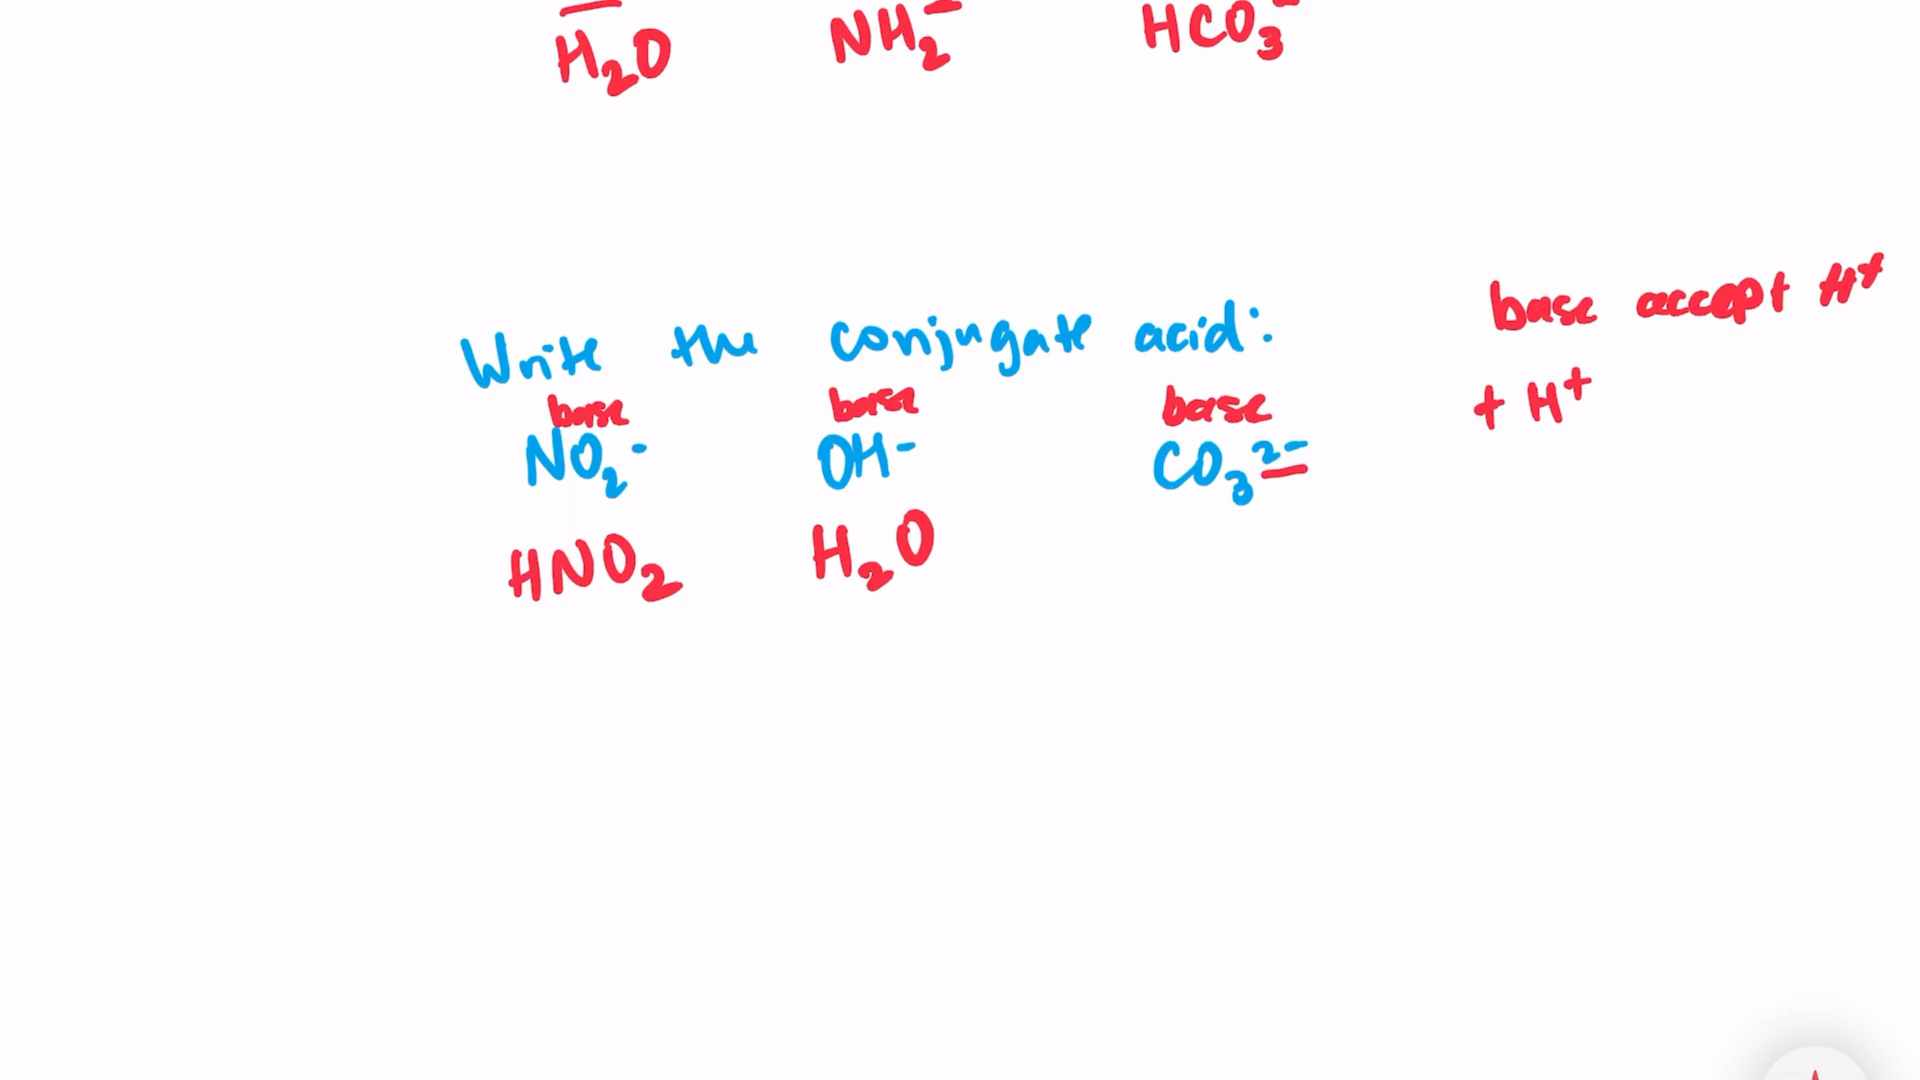 H₂O NH₂⁻ HCO₃⁻
base accept H⁺
Write the conjugate acid:
+ H⁺
base base base
NO₂⁻ OH⁻ CO₃²⁻
HNO₂ H₂O